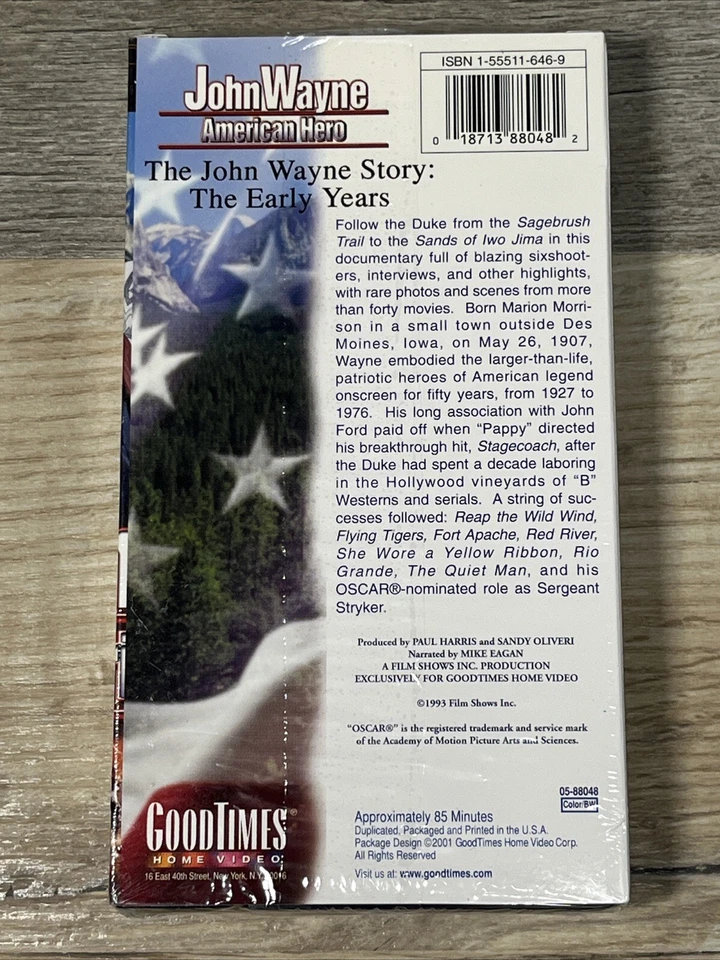 ISBN 1-55511-646-9
0 18713 88048 2
John Wayne
American Hero
The John Wayne Story:
The Early Years
Follow the Duke from the Sagebrush
Trail to the Sands of Iwo Jima in this
documentary full of blazing sixshoot-
ers, interviews, and other highlights,
with rare photos and scenes from more
than forty movies. Born Marion Morri-
son in a small town outside Des
Moines, Iowa, on May 26, 1907,
Wayne embodied the larger-than-life,
patriotic heroes of American legend
onscreen for fifty years, from 1927 to
1976. His long association with John
Ford paid off when “Pappy” directed
his breakthrough hit, Stagecoach, after
the Duke had spent a decade laboring
in the Hollywood vineyards of “B”
Westerns and serials. A string of suc-
cesses followed: Reap the Wild Wind,
Flying Tigers, Fort Apache, Red River,
She Wore a Yellow Ribbon, Rio
Grande, The Quiet Man, and his
OSCAR®-nominated role as Sergeant
Stryker.
Produced by PAUL HARRIS and SANDY OLIVERI
Narrated by MIKE EAGAN
A FILM SHOWS INC. PRODUCTION
EXCLUSIVELY FOR GOODTIMES HOME VIDEO
©1993 Film Shows Inc.
“OSCAR®” is the registered trademark and service mark
of the Academy of Motion Picture Arts and Sciences.
05-88048
Color/BW
GOODTIMES®
HOME VIDEO
16 East 40th Street, New York, N.Y. 10016
Approximately 85 Minutes
Duplicated, Packaged and Printed in the U.S.A.
Package Design ©2001 GoodTimes Home Video Corp.
All Rights Reserved
Visit us at: www.gondtimes.com